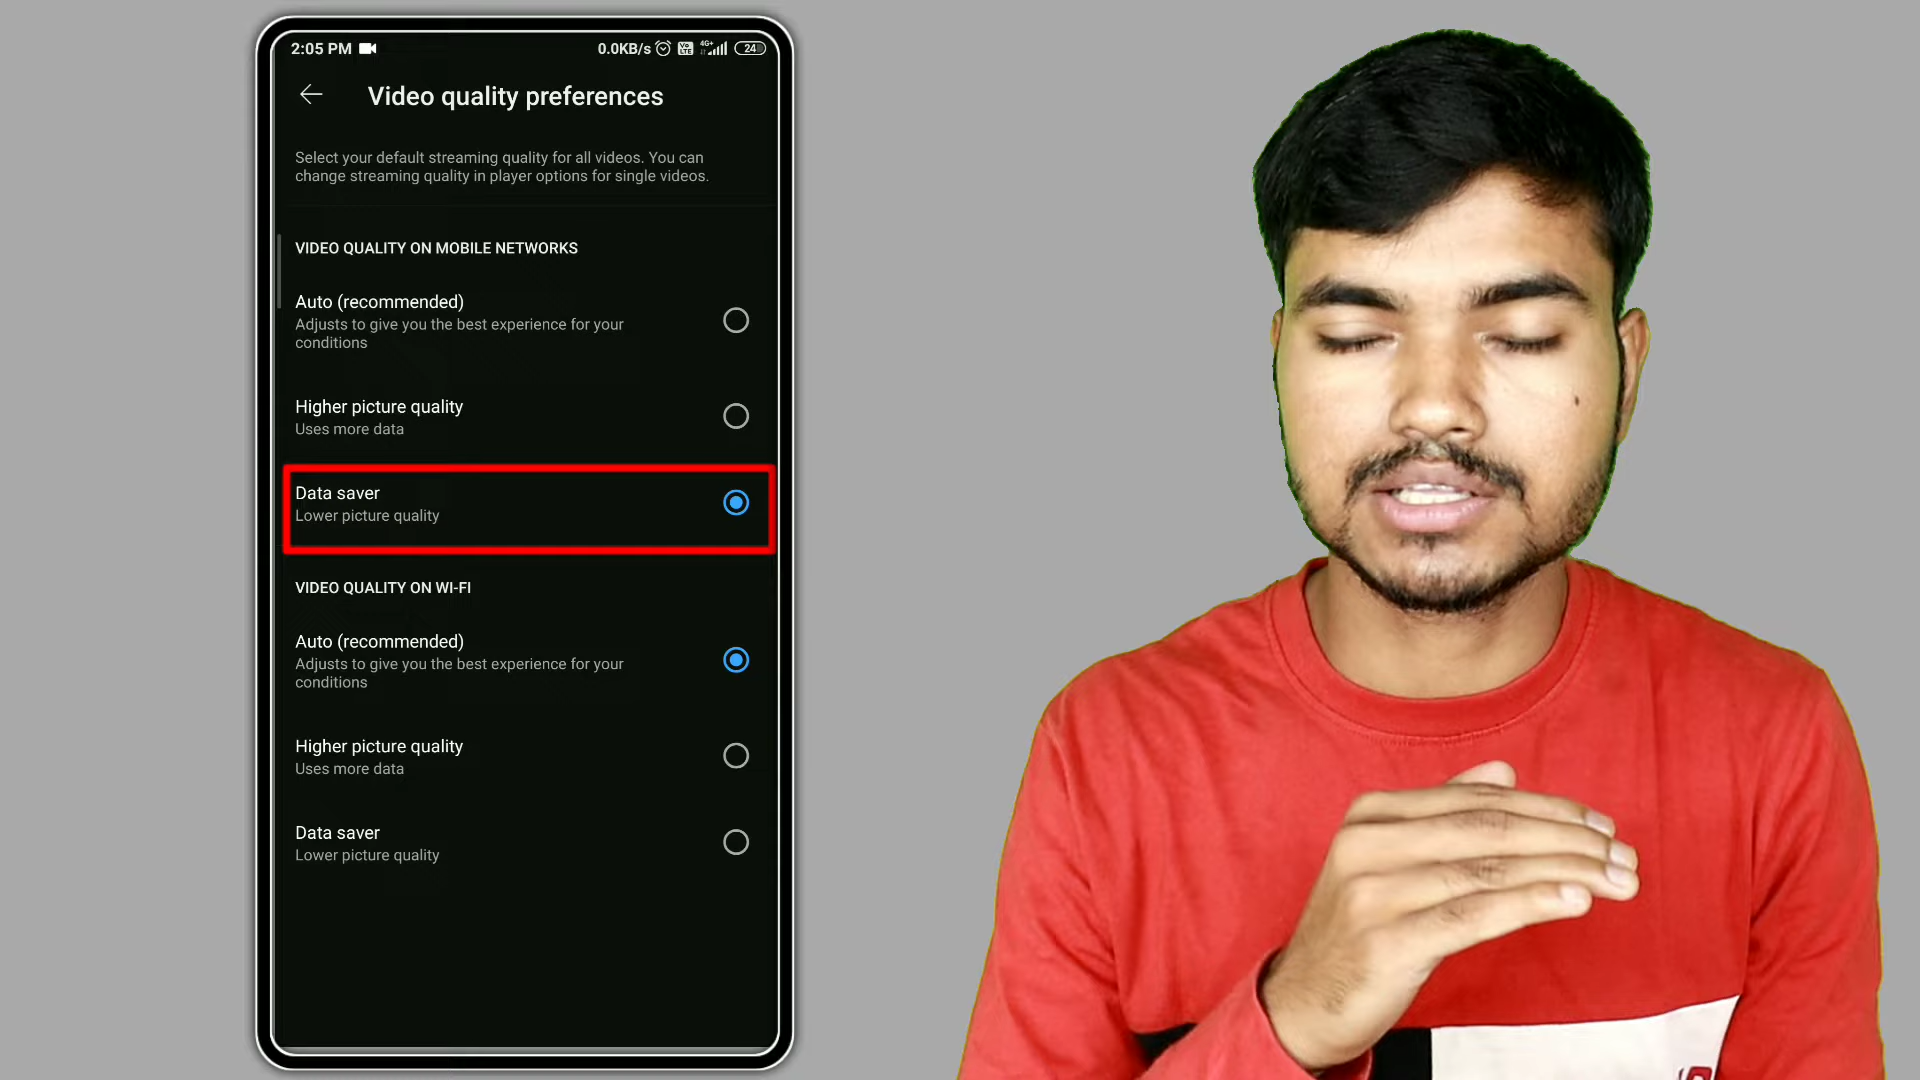 2:05 PM
0.0KB/s Vo LTE 4G+ 24
Video quality preferences
Select your default streaming quality for all videos. You can
change streaming quality in player options for single videos.
VIDEO QUALITY ON MOBILE NETWORKS
Auto (recommended)
Adjusts to give you the best experience for your
conditions
Higher picture quality
Uses more data
Data saver
Lower picture quality
VIDEO QUALITY ON WI-FI
Auto (recommended)
Adjusts to give you the best experience for your
conditions
Higher picture quality
Uses more data
Data saver
Lower picture quality